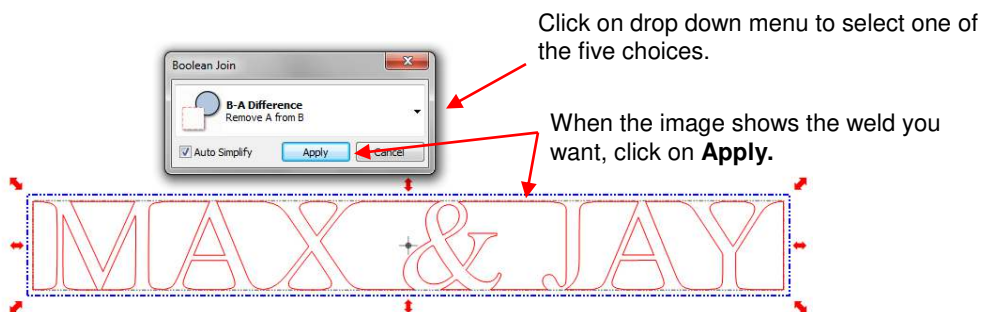 Click on drop down menu to select one of
the five choices.
Boolean Join
B-A Difference
Remove A from B
Auto Simplify Apply Cancel
When the image shows the weld you
want, click on Apply.
MAX & JAY